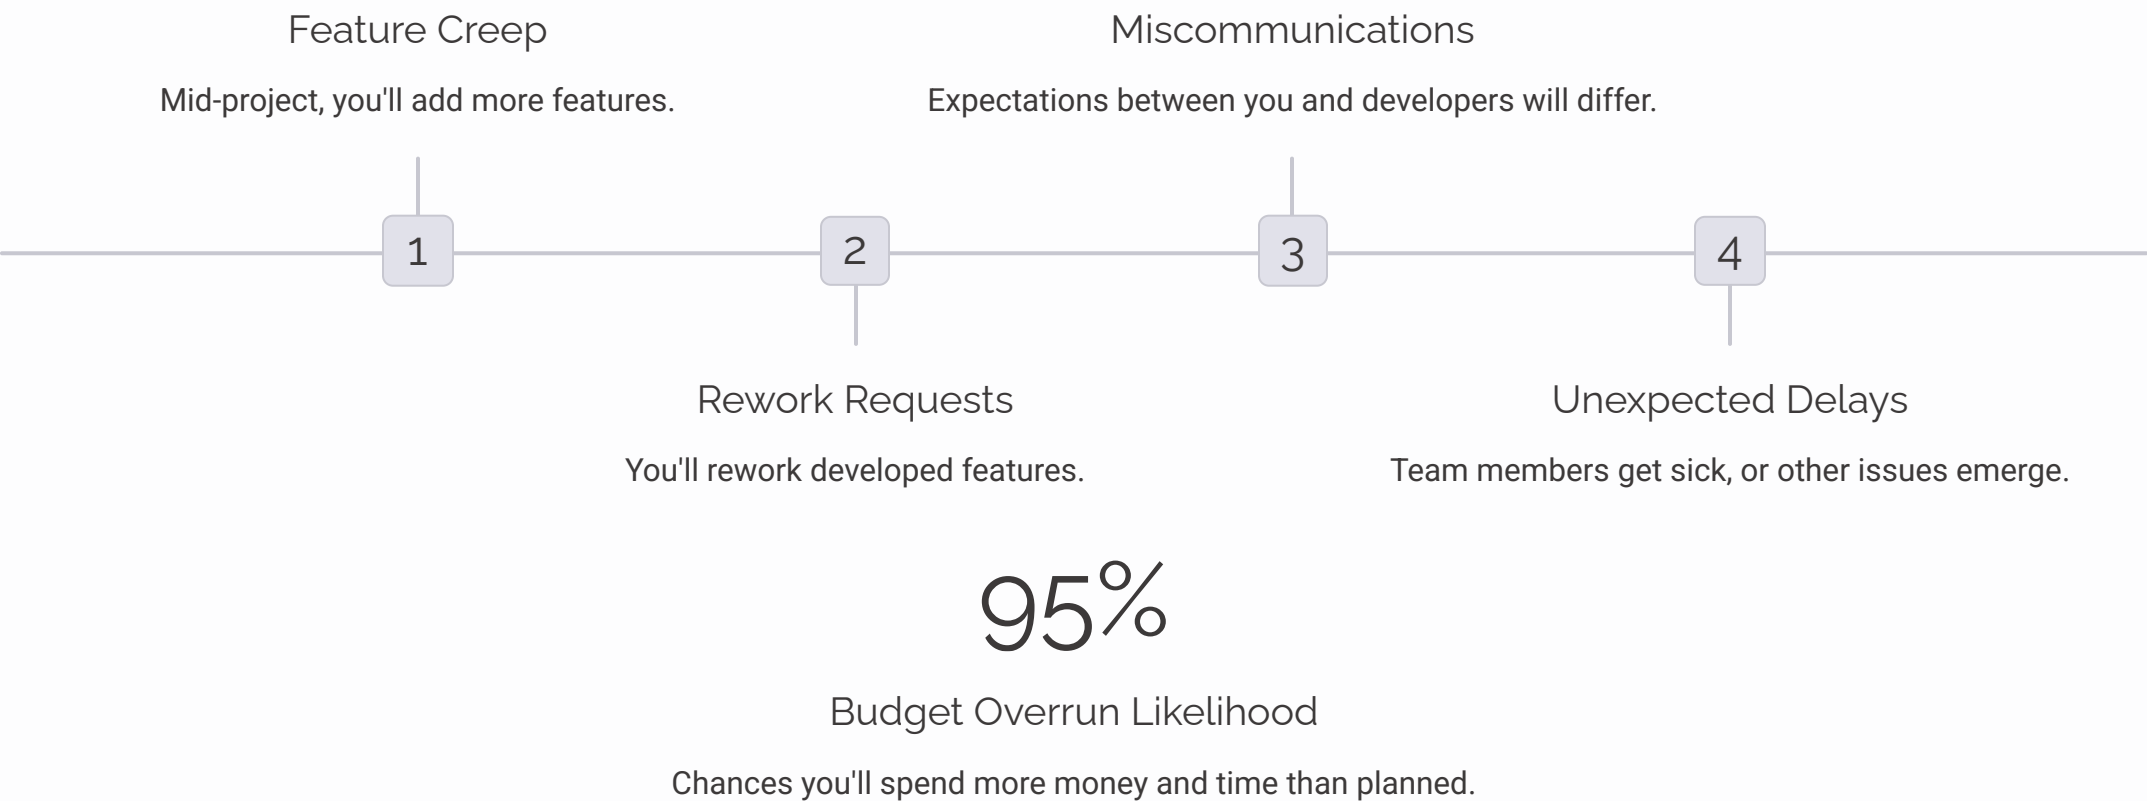 Feature Creep
Mid-project, you'll add more features.
Miscommunications
Expectations between you and developers will differ.
1
2
3
4
Rework Requests
You'll rework developed features.
Unexpected Delays
Team members get sick, or other issues emerge.
95%
Budget Overrun Likelihood
Chances you'll spend more money and time than planned.